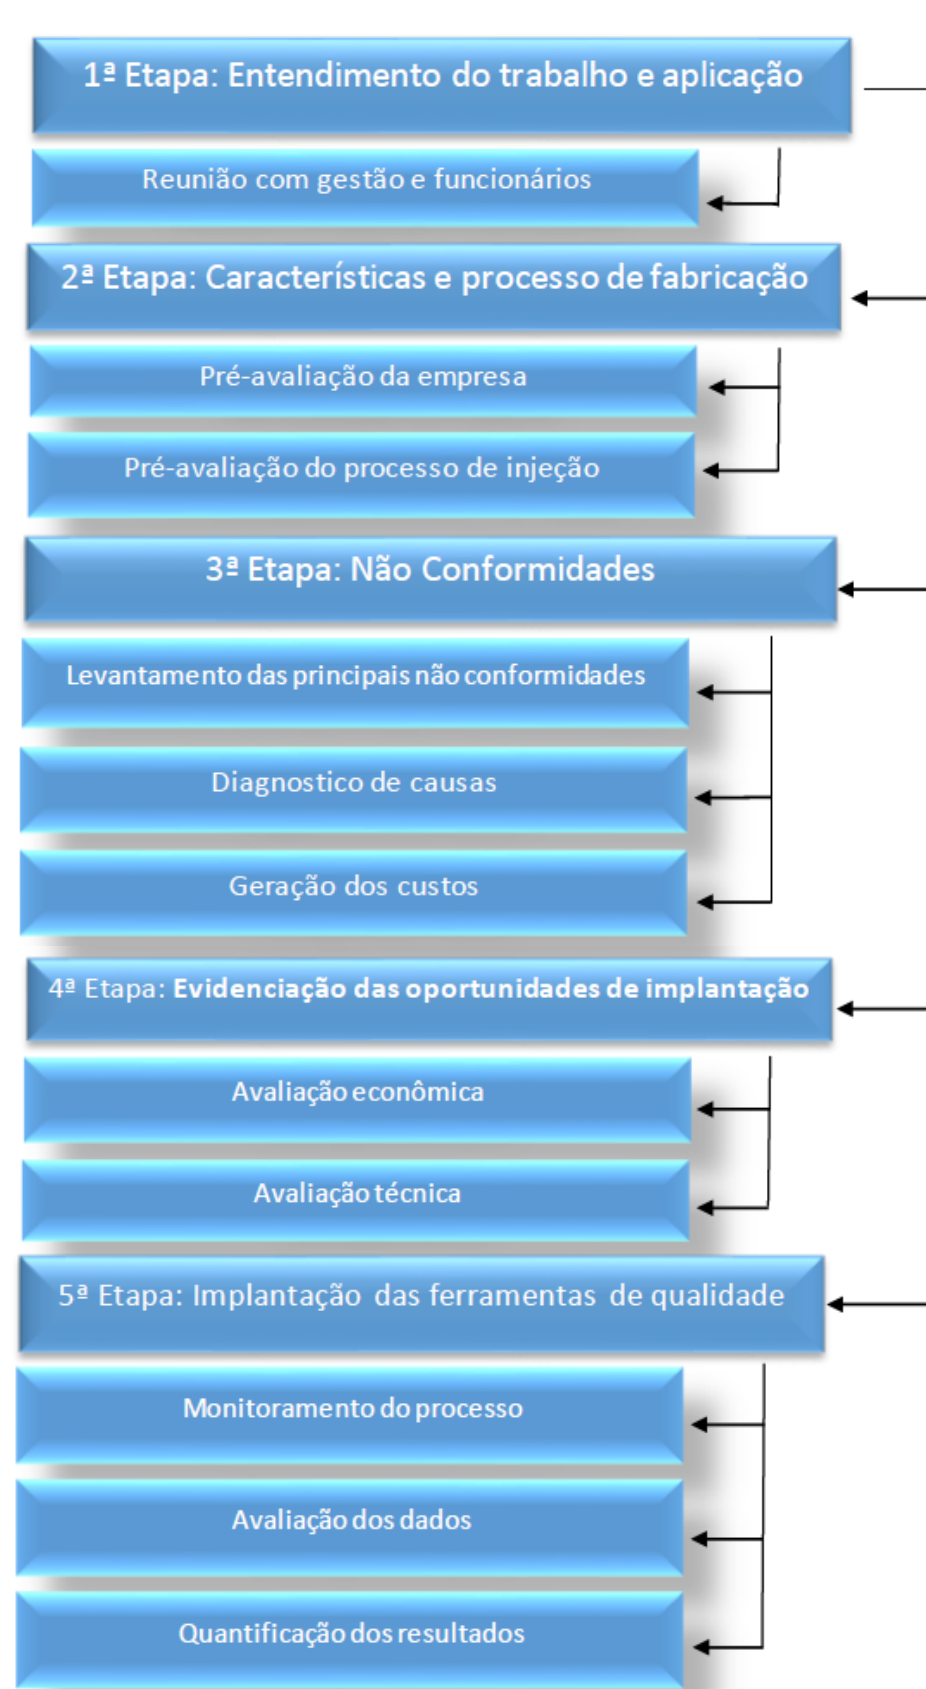 1ª Etapa: Entendimento do trabalho e aplicação
Reunião com gestão e funcionários
2ª Etapa: Características e processo de fabricação
Pré-avaliação da empresa
Pré-avaliação do processo de injeção
3ª Etapa: Não Conformidades
Levantamento das principais não conformidades
Diagnostico de causas
Geração dos custos
4ª Etapa: Evidenciação das oportunidades de implantação
Avaliação econômica
Avaliação técnica
5ª Etapa: Implantação das ferramentas de qualidade
Monitoramento do processo
Avaliação dos dados
Quantificação dos resultados